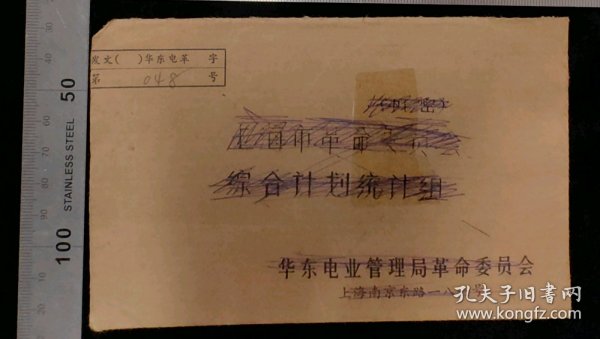 发文( )华东电革 字
第 048 号
上海市革命委员会
综合计划统计组
华东电业管理局革命委员会
上海南京东路一八
50
100
STAINLESS STEEL
孔夫子旧书网
www.kongfz.com